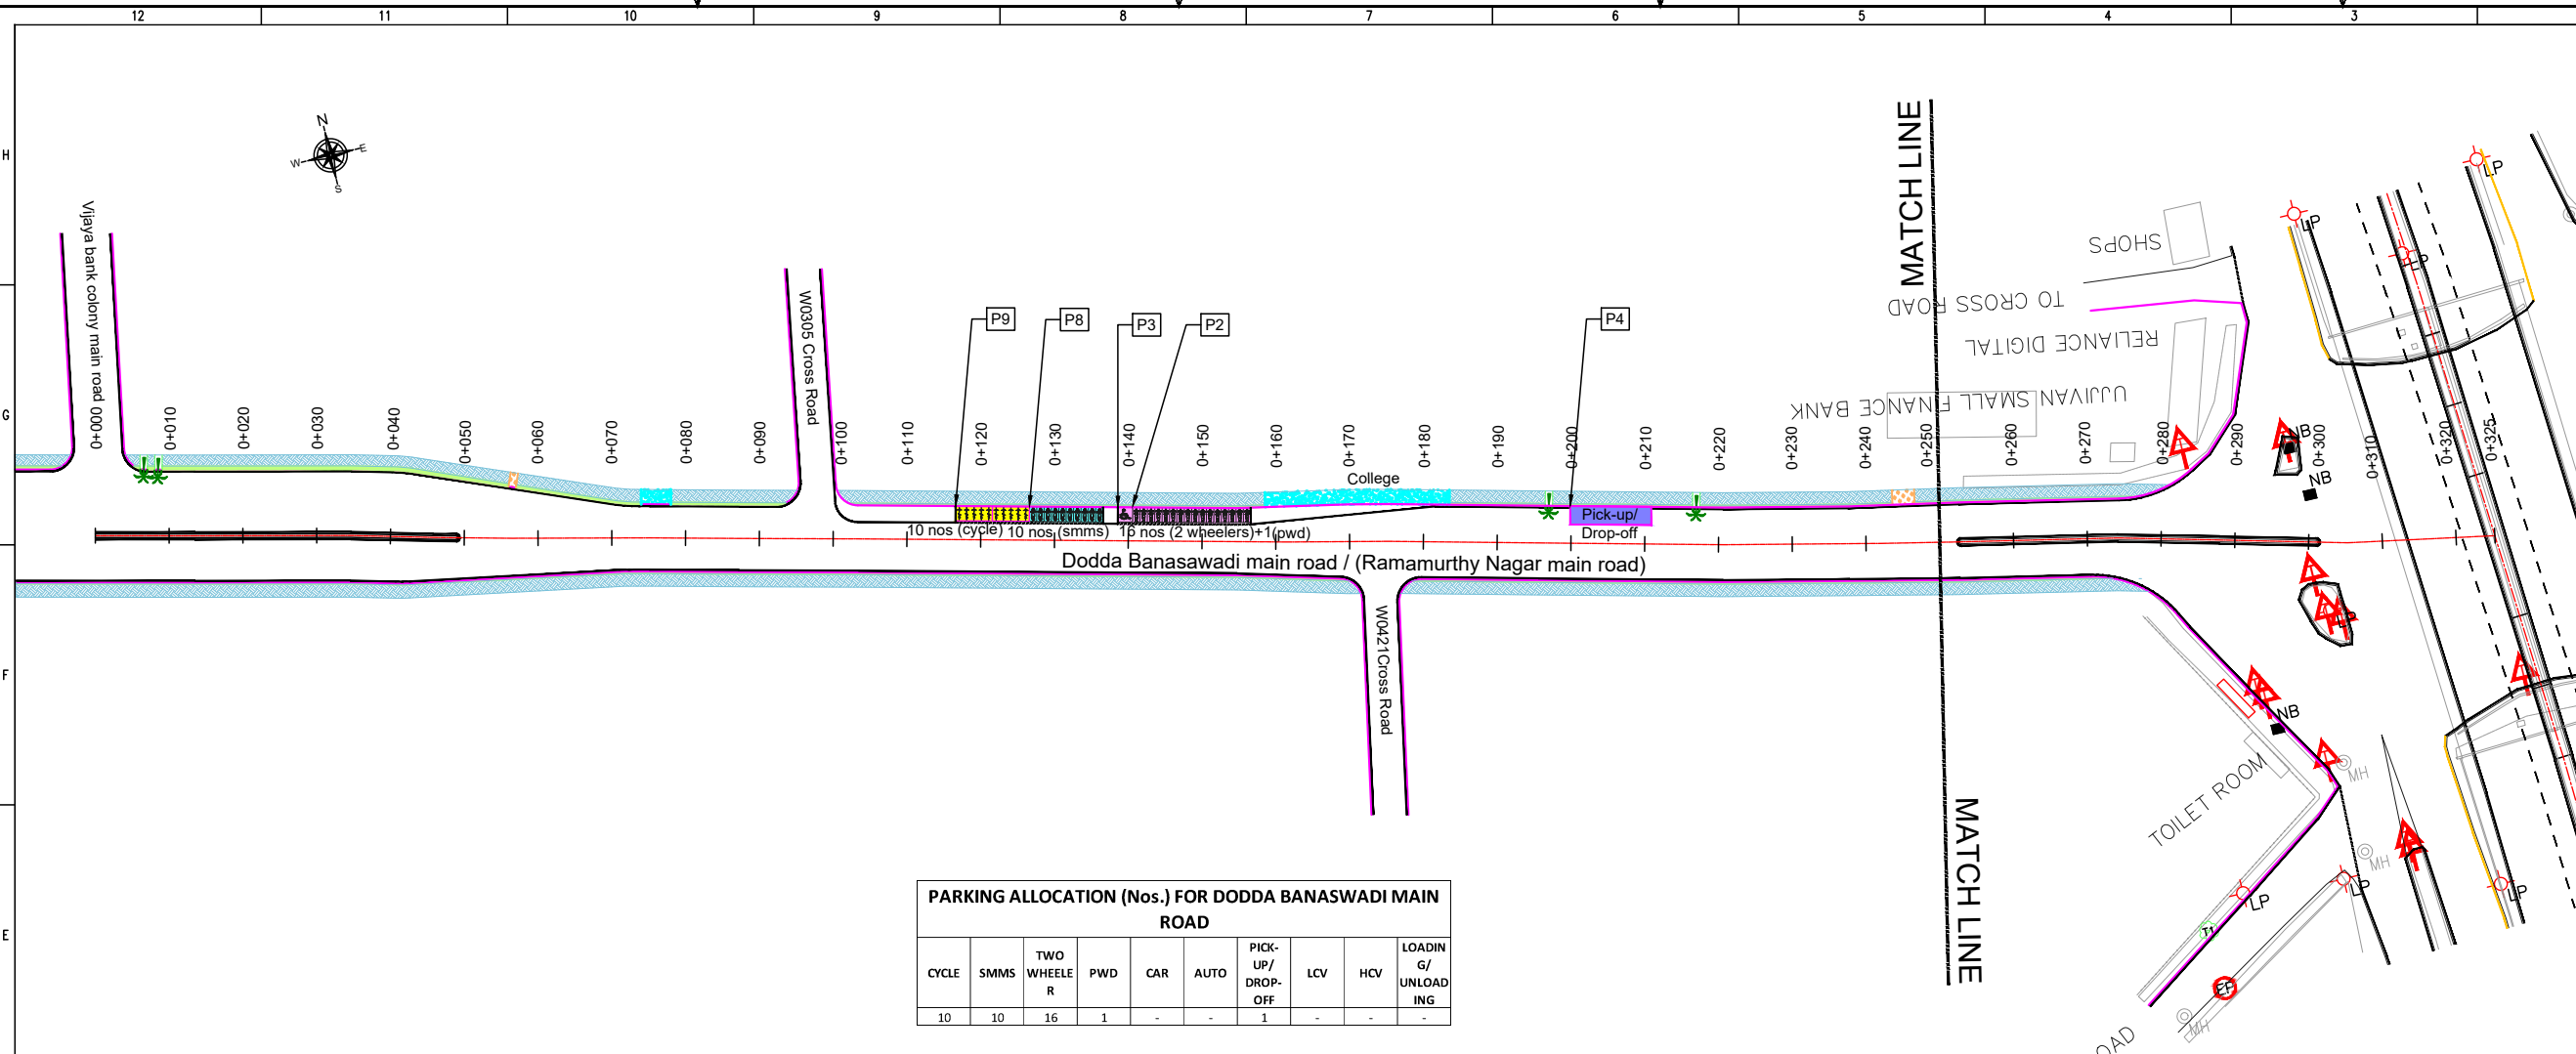 12 11 10 9 8 7 6 5 4 3
H
G
F
E
N
W E
S
MATCH LINE
LP
LP
LP
SHOPS
TO CROSS ROAD
RELIANCE DIGITAL
UJJIVAN SMALL FINANCE BANK
Vijaya bank colony main road
W0305 Cross Road
P9
P8
P3
P2
P4
000+0 0+010 0+020 0+030 0+040 0+050 0+060 0+070 0+080 0+090 0+100 0+110 0+120 0+130 0+140 0+150 0+160 0+170 0+180 0+190 0+200 0+210 0+220 0+230 0+240 0+250 0+260 0+270 0+280 0+290 0+300 0+310 0+320 0+325
NB
NB
College
Pick-up/
Drop-off
10 nos (cycle)
10 nos (smms)
16 nos (2 wheelers)+1(pwd)
Dodda Banasawadi main road / (Ramamurthy Nagar main road)
W0421Cross Road
NB
MH
TOILET ROOM
MATCH LINE
MH
LP
LP
LP
T1
EP
MH
OAD
PARKING ALLOCATION (Nos.) FOR DODDA BANASWADI MAIN
ROAD
CYCLE SMMS TWO WHEELE R PWD CAR AUTO PICK- UP/ DROP- OFF LCV HCV LOADIN G/ UNLOAD ING
10 10 16 1 - - 1 - - -